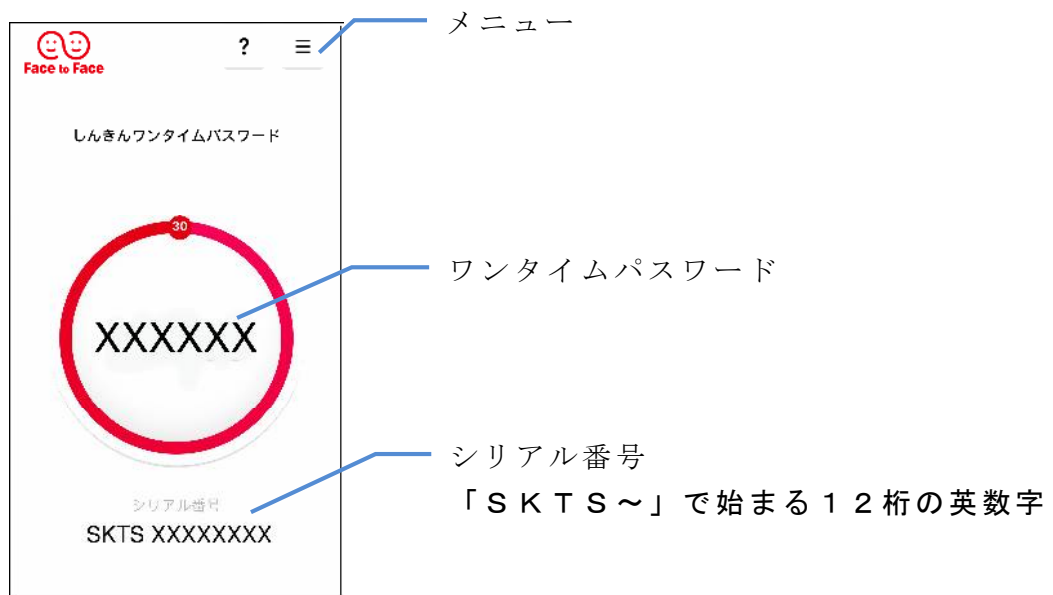 メニュー
Face to Face
?
しんきんワンタイムパスワード
30
ワンタイムパスワード
XXXXXX
シリアル番号
「ＳＫＴＳ～」で始まる１２桁の英数字
シリアル番号
SKTS XXXXXXXX